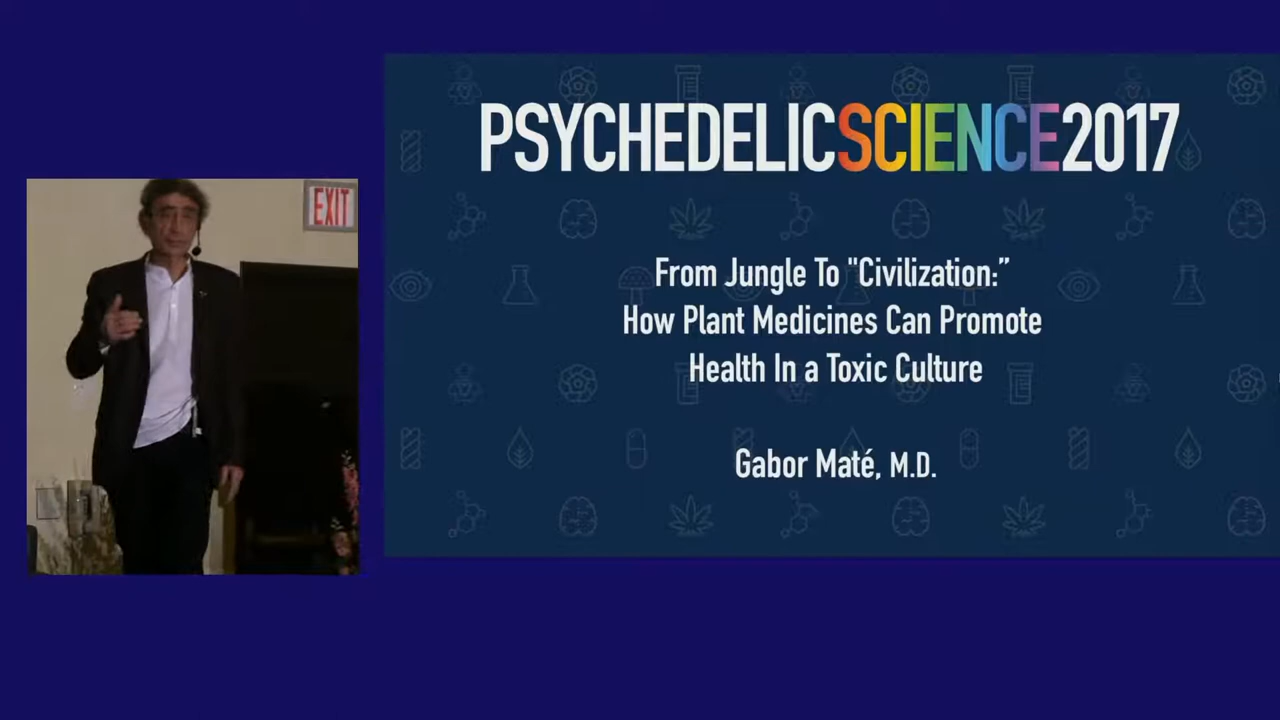 EXIT
PSYCHEDELICSCIENCE2017
From Jungle To "Civilization:”
How Plant Medicines Can Promote
Health In a Toxic Culture
Gabor Maté, M.D.